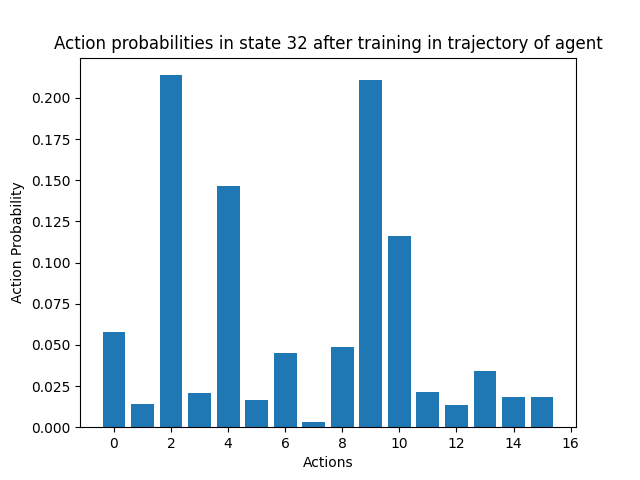 Action probabilities in state 32 after training in trajectory of agent
0.200
0.175
0.150
0.125
0.100
0.075
0.050
0.025
0.000
Action Probability
0 2 4 6 8 10 12 14 16
Actions